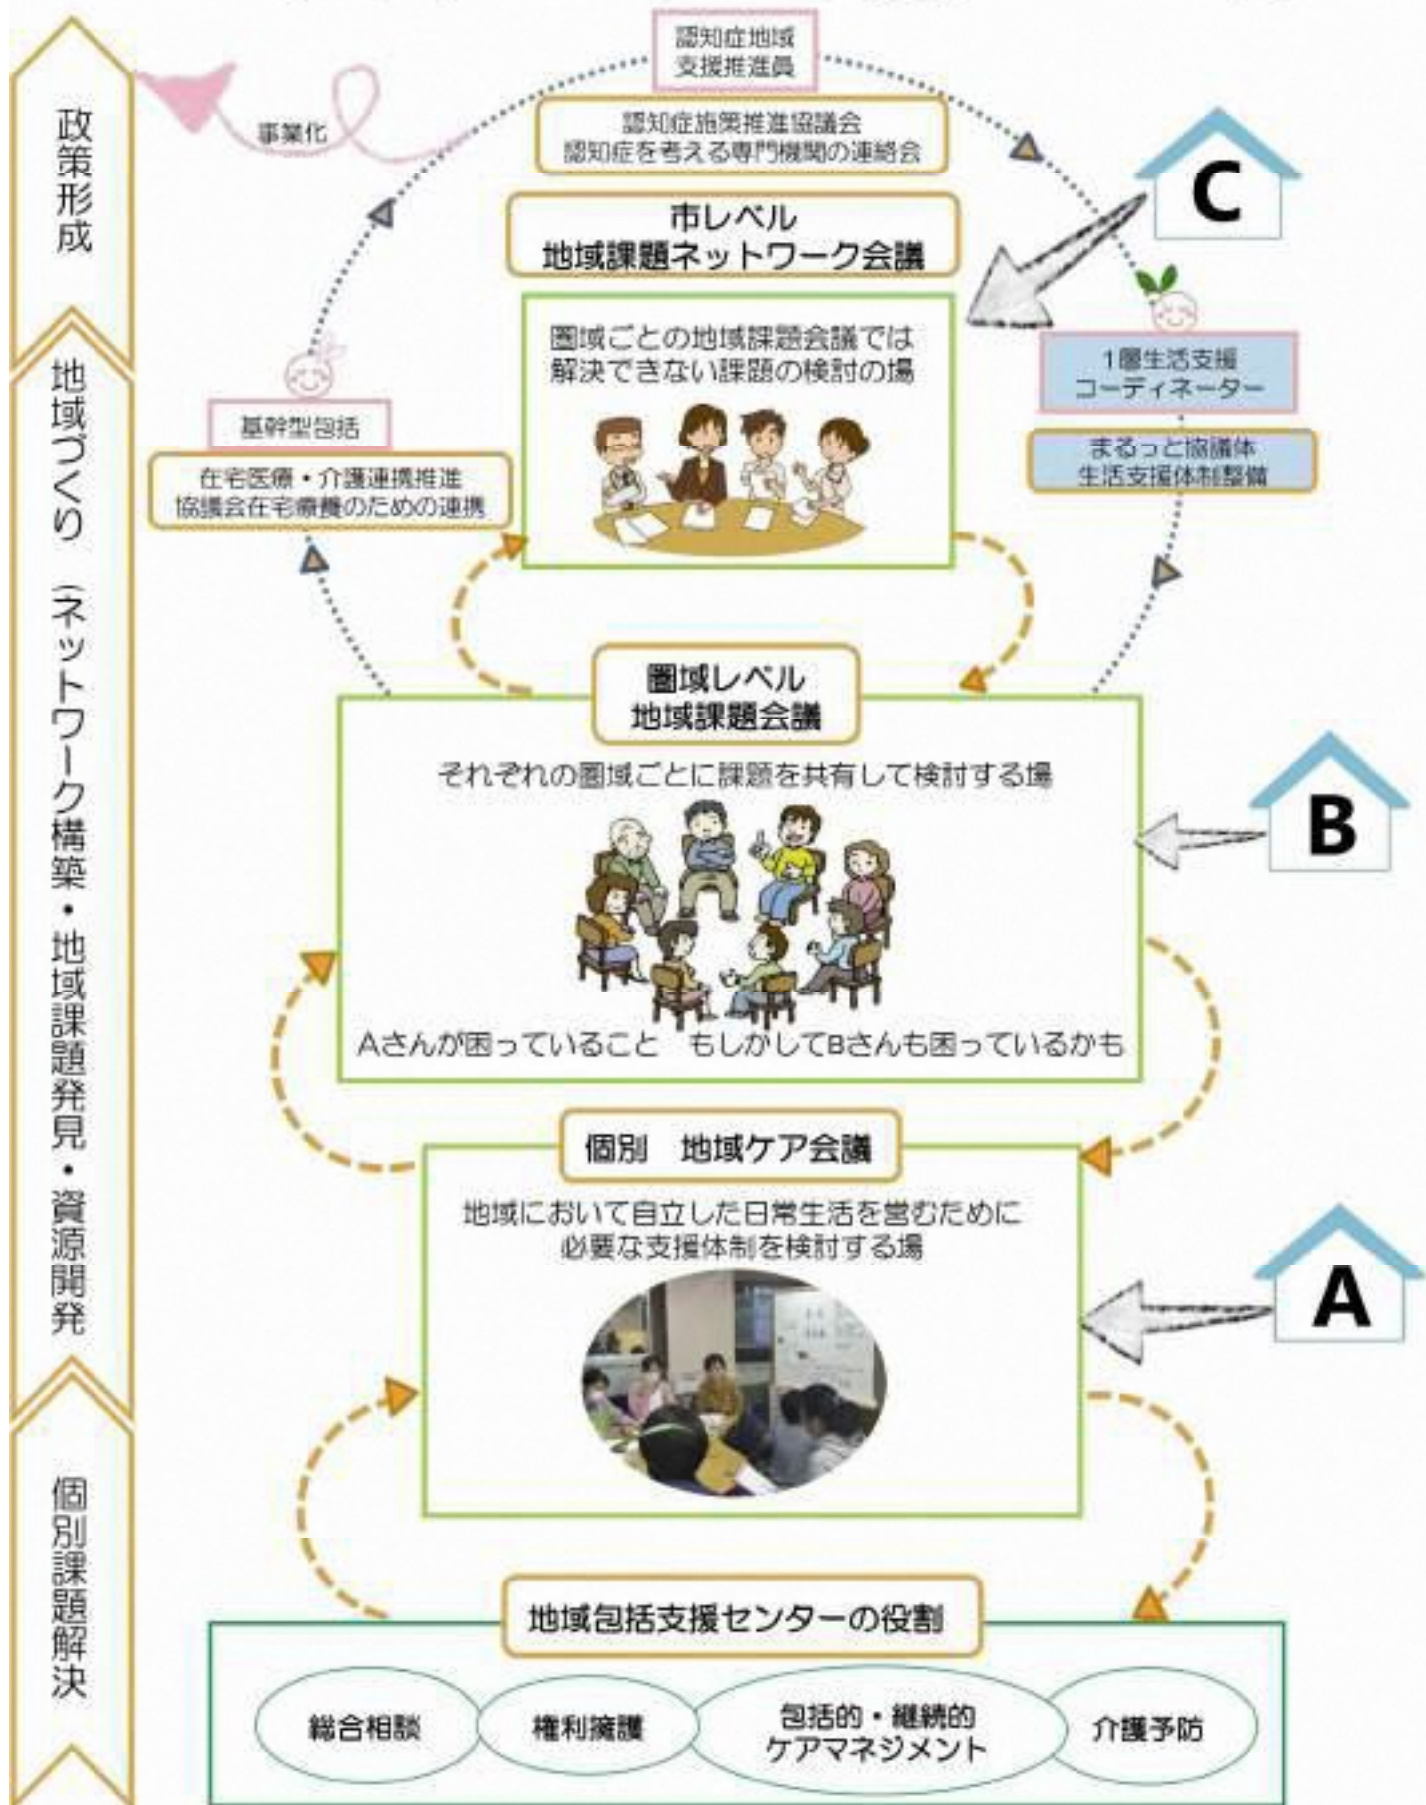 認知症地域
支援推進員
事業化
認知症施策推進協議会
認知症を考える専門機関の連絡会
C
市レベル
地域課題ネットワーク会議
圏域ごとの地域課題会議では
解決できない課題の検討の場
1層生活支援
コーディネーター
まるっと協議体
生活支援体制整備
基幹型包括
在宅医療・介護連携推進
協議会在宅療養のための連携
圏域レベル
地域課題会議
それぞれの圏域ごとに課題を共有して検討する場
B
Aさんが困っていること　もしかしてBさんも困っているかも
個別　地域ケア会議
地域において自立した日常生活を営むために
必要な支援体制を検討する場
A
地域包括支援センターの役割
総合相談
権利擁護
包括的・継続的
ケアマネジメント
介護予防
政策形成
地域づくり　(ネットワーク構築・地域課題発見・資源開発
個別課題解決